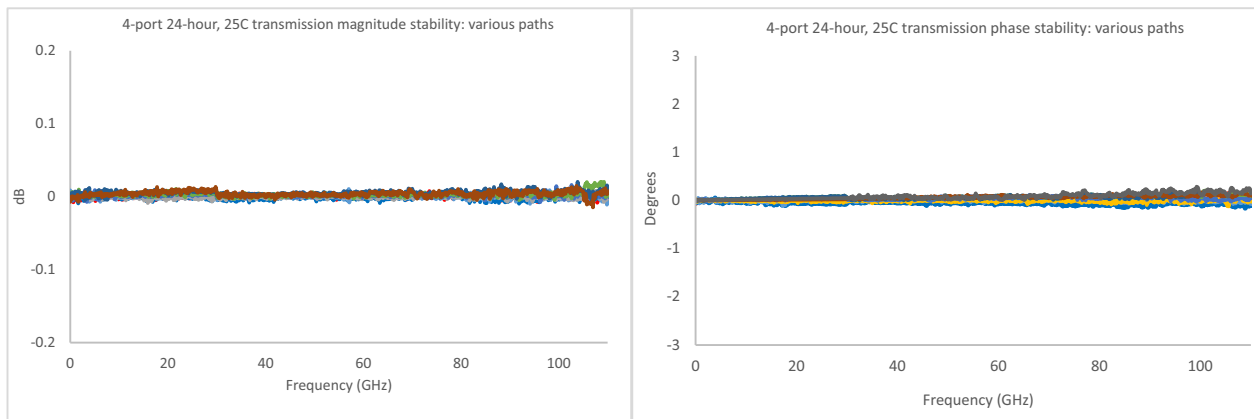 4-port 24-hour, 25C transmission magnitude stability: various paths
0.2
0.1
0
-0.1
-0.2
dB
0 20 40 60 80 100
Frequency (GHz)
4-port 24-hour, 25C transmission phase stability: various paths
3
2
1
0
-1
-2
-3
Degrees
0 20 40 60 80 100
Frequency (GHz)